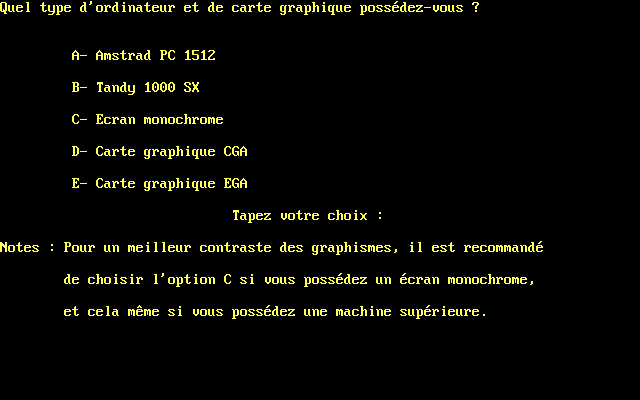 Quel type d'ordinateur et de carte graphique possédez-vous ?
A- Amstrad PC 1512
B- Tandy 1000 SX
C- Ecran monochrome
D- Carte graphique CGA
E- Carte graphique EGA
Tapez votre choix :
Notes : Pour un meilleur contraste des graphismes, il est recommandé
de choisir l'option C si vous possédez un écran monochrome,
et cela même si vous possédez une machine supérieure.